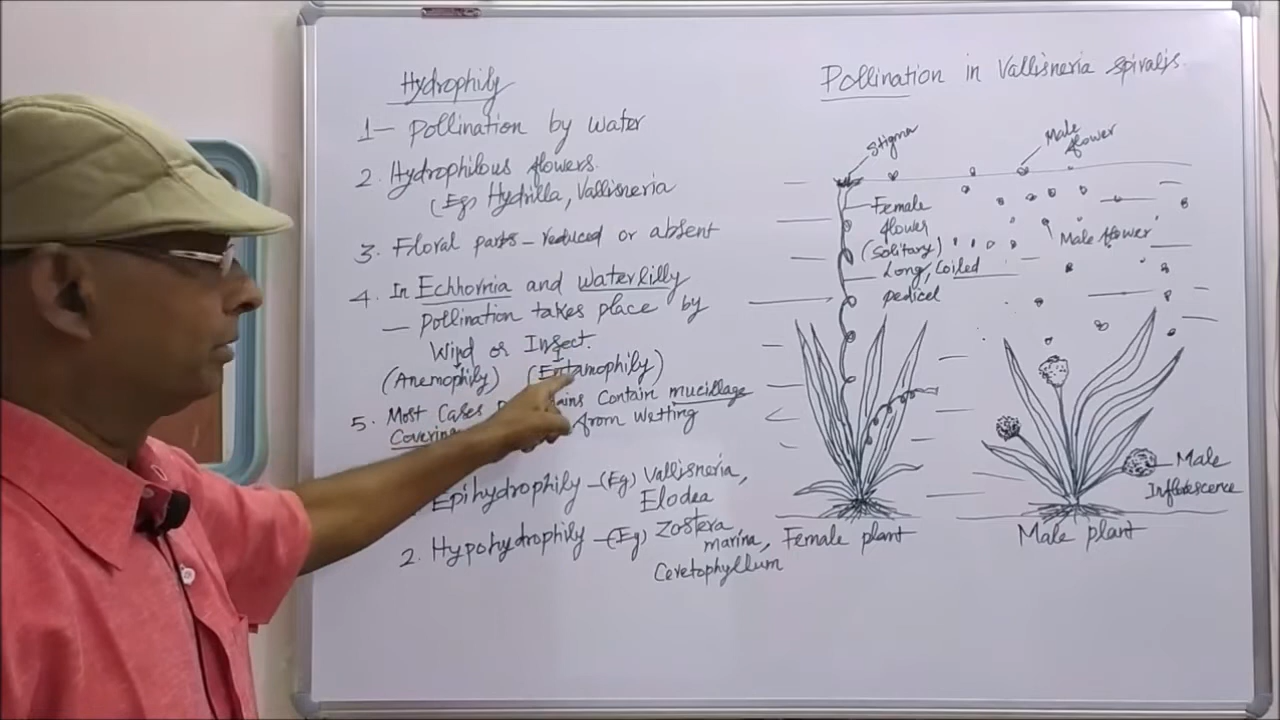 Hydrophily
1 - Pollination by water
2. Hydrophilous flowers.
(Eg) Hydrilla, Vallisneria
3. Floral parts - reduced or absent
4. In Echhornia and Waterlilly
- Pollination takes place by
Wind or Insect.
(Anemophily) (Entamophily)
5. Most Cases Contain mucillage
Covering from wetting
Epihydrophily - (Eg) Vallisneria,
Elodea
2. Hypohydrophily - (Eg) Zostera
marina,
Ceretophyllum
Pollination in Vallisneria spiralis.
Stigma
Male
flower
Female
flower
(Solitary)
Long, Coiled
pedicel
Male flower
Male
Inflorescence
Female plant
Male plant